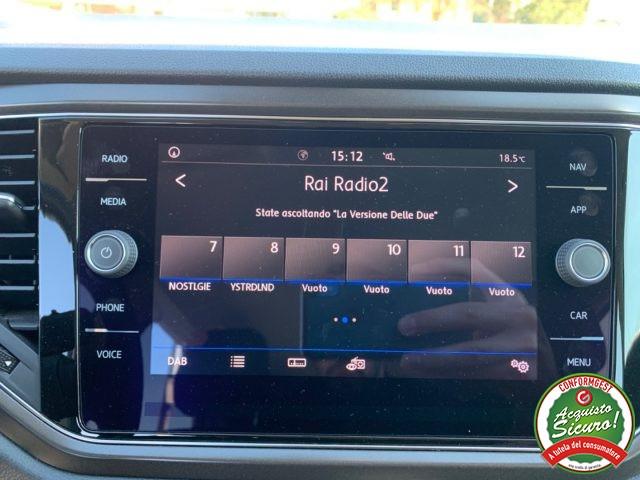 RADIO
MEDIA
PHONE
VOICE
15:12
18.5°C
Rai Radio2
State ascoltando "La Versione Delle Due"
7 8 9 10 11 12
NOSTLGIE YSTRDLND Vuoto Vuoto Vuoto Vuoto
DAB
NAV
APP
CAR
MENU
CONFORMGEST
Acquisto
Sicuro!
A tutela del consumatore